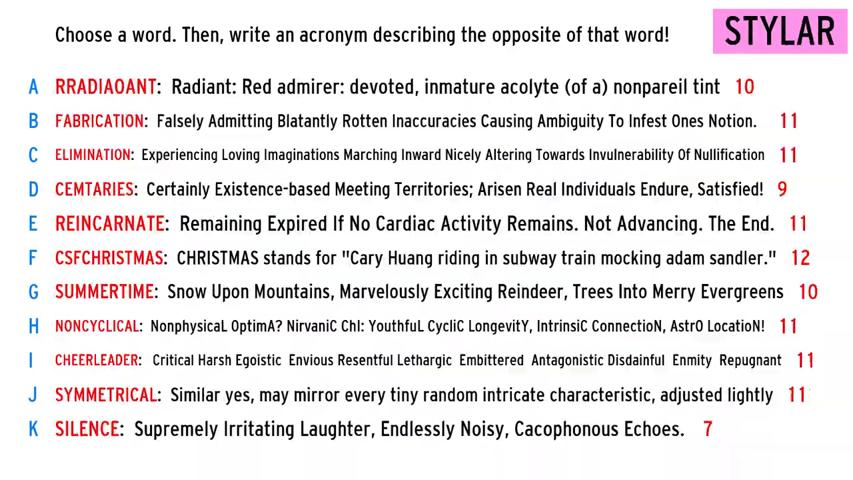 Choose a word. Then, write an acronym describing the opposite of that word!
STYLAR
A RRADIAOANT: Radiant: Red admirer: devoted, inmature acolyte (of a) nonpareil tint 10
B FABRICATION: Falsely Admitting Blatantly Rotten Inaccuracies Causing Ambiguity To Infest Ones Notion. 11
C ELIMINATION: Experiencing Loving Imaginations Marching Inward Nicely Altering Towards Invulnerability Of Nullification 11
D CEMTARIES: Certainly Existence-based Meeting Territories; Arisen Real Individuals Endure, Satisfied! 9
E REINCARNATE: Remaining Expired If No Cardiac Activity Remains. Not Advancing. The End. 11
F CSFCHRISTMAS: CHRISTMAS stands for "Cary Huang riding in subway train mocking adam sandler." 12
G SUMMERTIME: Snow Upon Mountains, Marvelously Exciting Reindeer, Trees Into Merry Evergreens 10
H NONCYCLICAL: NonphysicaL OptimA? NirvaniC ChI: YouthfuL CycliC LongevitY, IntrinsiC ConnectioN, AstrO LocatioN! 11
I CHEERLEADER: Critical Harsh Egoistic Envious Resentful Lethargic Embittered Antagonistic Disdainful Enmity Repugnant 11
J SYMMETRICAL: Similar yes, may mirror every tiny random intricate characteristic, adjusted lightly 11
K SILENCE: Supremely Irritating Laughter, Endlessly Noisy, Cacophonous Echoes. 7